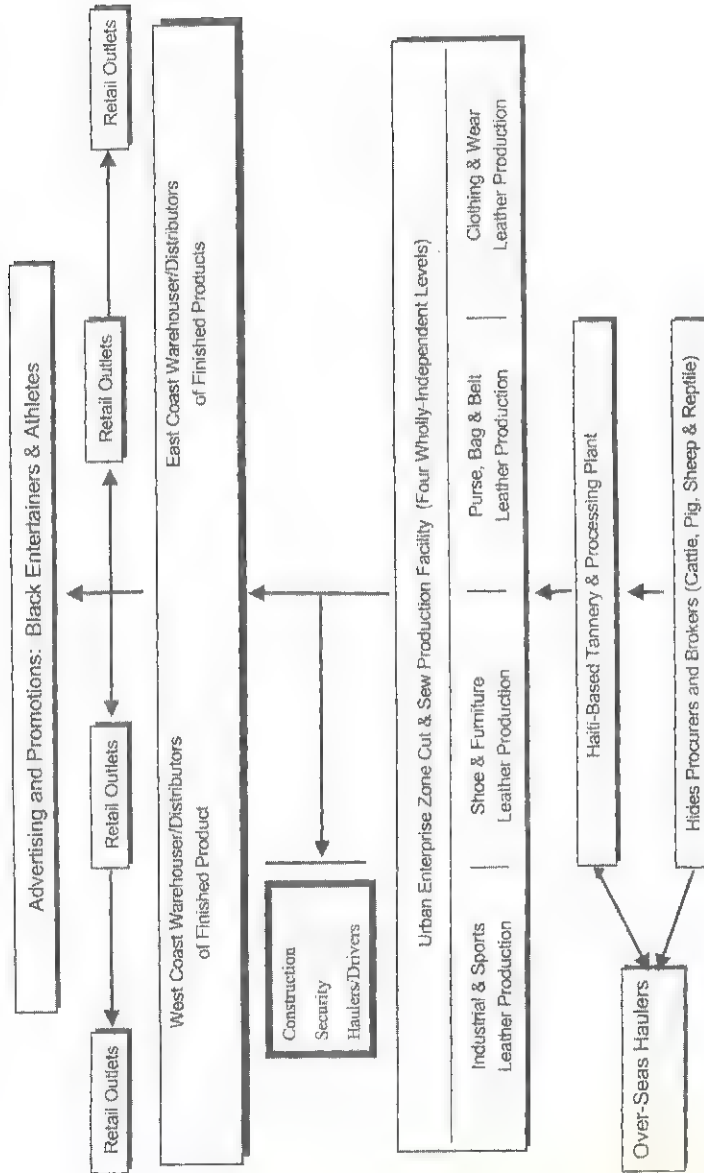 Advertising and Promotions: Black Entertainers & Athletes
Retail Outlets
Retail Outlets
Retail Outlets
Retail Outlets
West Coast Warehouser/Distributors
of Finished Product
East Coast Warehouser/Distributors
of Finished Products
Construction
Security
Haulers/Drivers
Urban Enterprise Zone Cut & Sew Production Facility (Four Wholly-Independent Levels)
Industrial & Sports
Leather Production
Shoe & Furniture
Leather Production
Purse, Bag & Belt
Leather Production
Clothing & Wear
Leather Production
Haiti-Based Tannery & Processing Plant
Over-Seas Haulers
Hides Procurers and Brokers (Cattle, Pig, Sheep & Reptile)